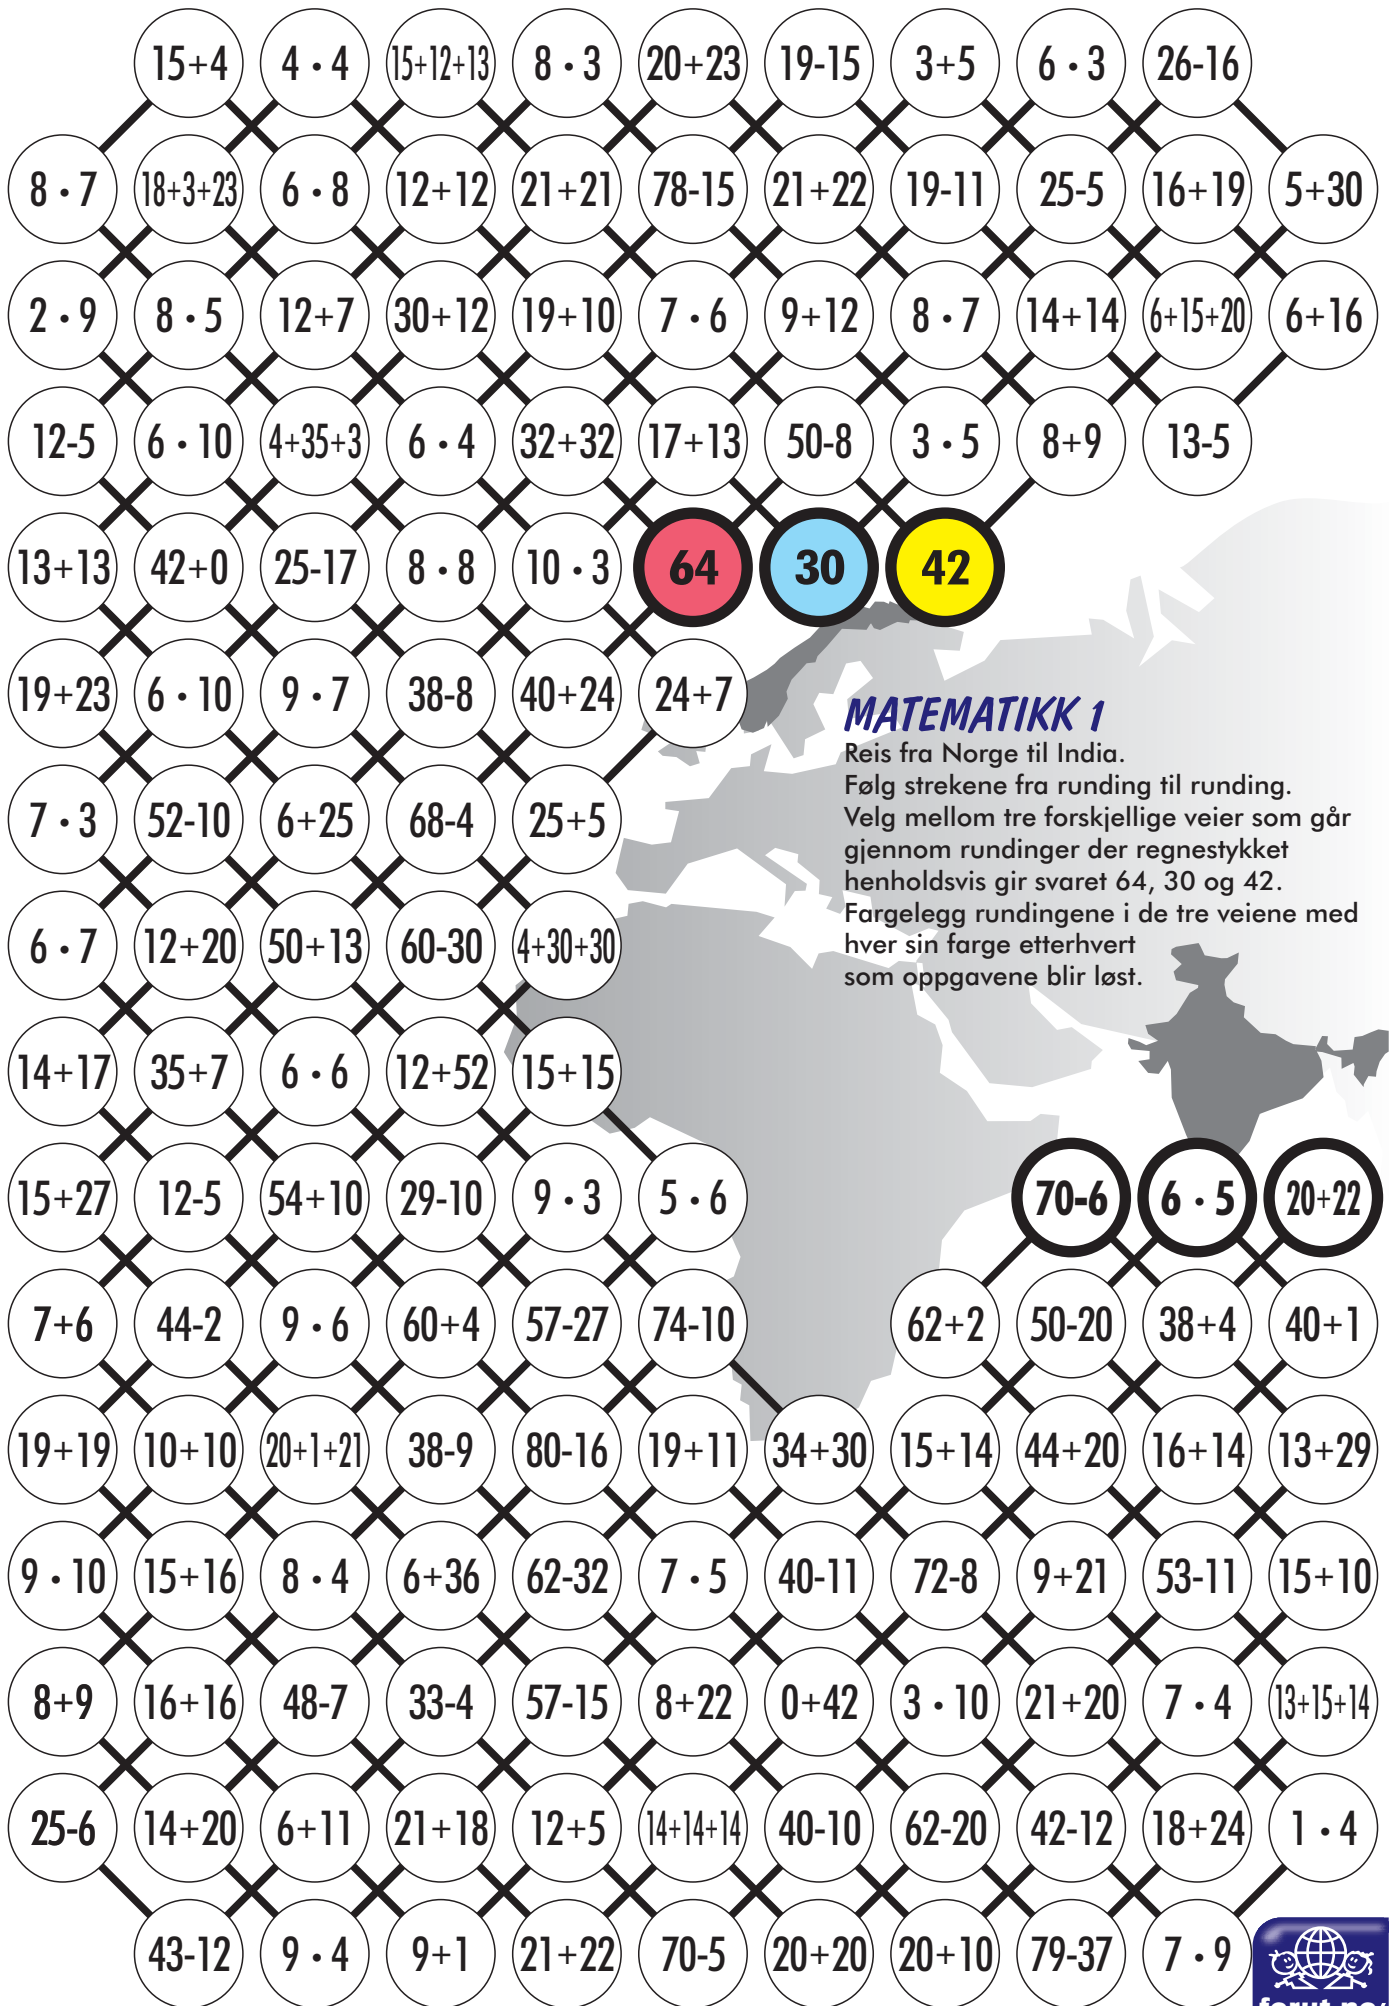 15+4 4 · 4 15+12+13 8 · 3 20+23 19-15 3+5 6 · 3 26-16
8 · 7 18+3+23 6 · 8 12+12 21+21 78-15 21+22 19-11 25-5 16+19 5+30
2 · 9 8 · 5 12+7 30+12 19+10 7 · 6 9+12 8 · 7 14+14 6+15+20 6+16
12-5 6 · 10 4+35+3 6 · 4 32+32 17+13 50-8 3 · 5 8+9 13-5
13+13 42+0 25-17 8 · 8 10 · 3 64 30 42
19+23 6 · 10 9 · 7 38-8 40+24 24+7
MATEMATIKK 1
Reis fra Norge til India.
Følg strekene fra runding til runding.
Velg mellom tre forskjellige veier som går
gjennom rundinger der regnestykket
henholdsvis gir svaret 64, 30 og 42.
Fargelegg rundingene i de tre veiene med
hver sin farge etterhvert
som oppgavene blir løst.
7 · 3 52-10 6+25 68-4 25+5
6 · 7 12+20 50+13 60-30 4+30+30
14+17 35+7 6 · 6 12+52 15+15
15+27 12-5 54+10 29-10 9 · 3 5 · 6 70-6 6 · 5 20+22
7+6 44-2 9 · 6 60+4 57-27 74-10 62+2 50-20 38+4 40+1
19+19 10+10 20+1+21 38-9 80-16 19+11 34+30 15+14 44+20 16+14 13+29
9 · 10 15+16 8 · 4 6+36 62-32 7 · 5 40-11 72-8 9+21 53-11 15+10
8+9 16+16 48-7 33-4 57-15 8+22 0+42 3 · 10 21+20 7 · 4 13+15+14
25-6 14+20 6+11 21+18 12+5 14+14+14 40-10 62-20 42-12 18+24 1 · 4
43-12 9 · 4 9+1 21+22 70-5 20+20 20+10 79-37 7 · 9